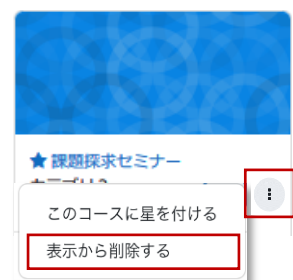 課題探求セミナー
このコースに星を付ける
表示から削除する